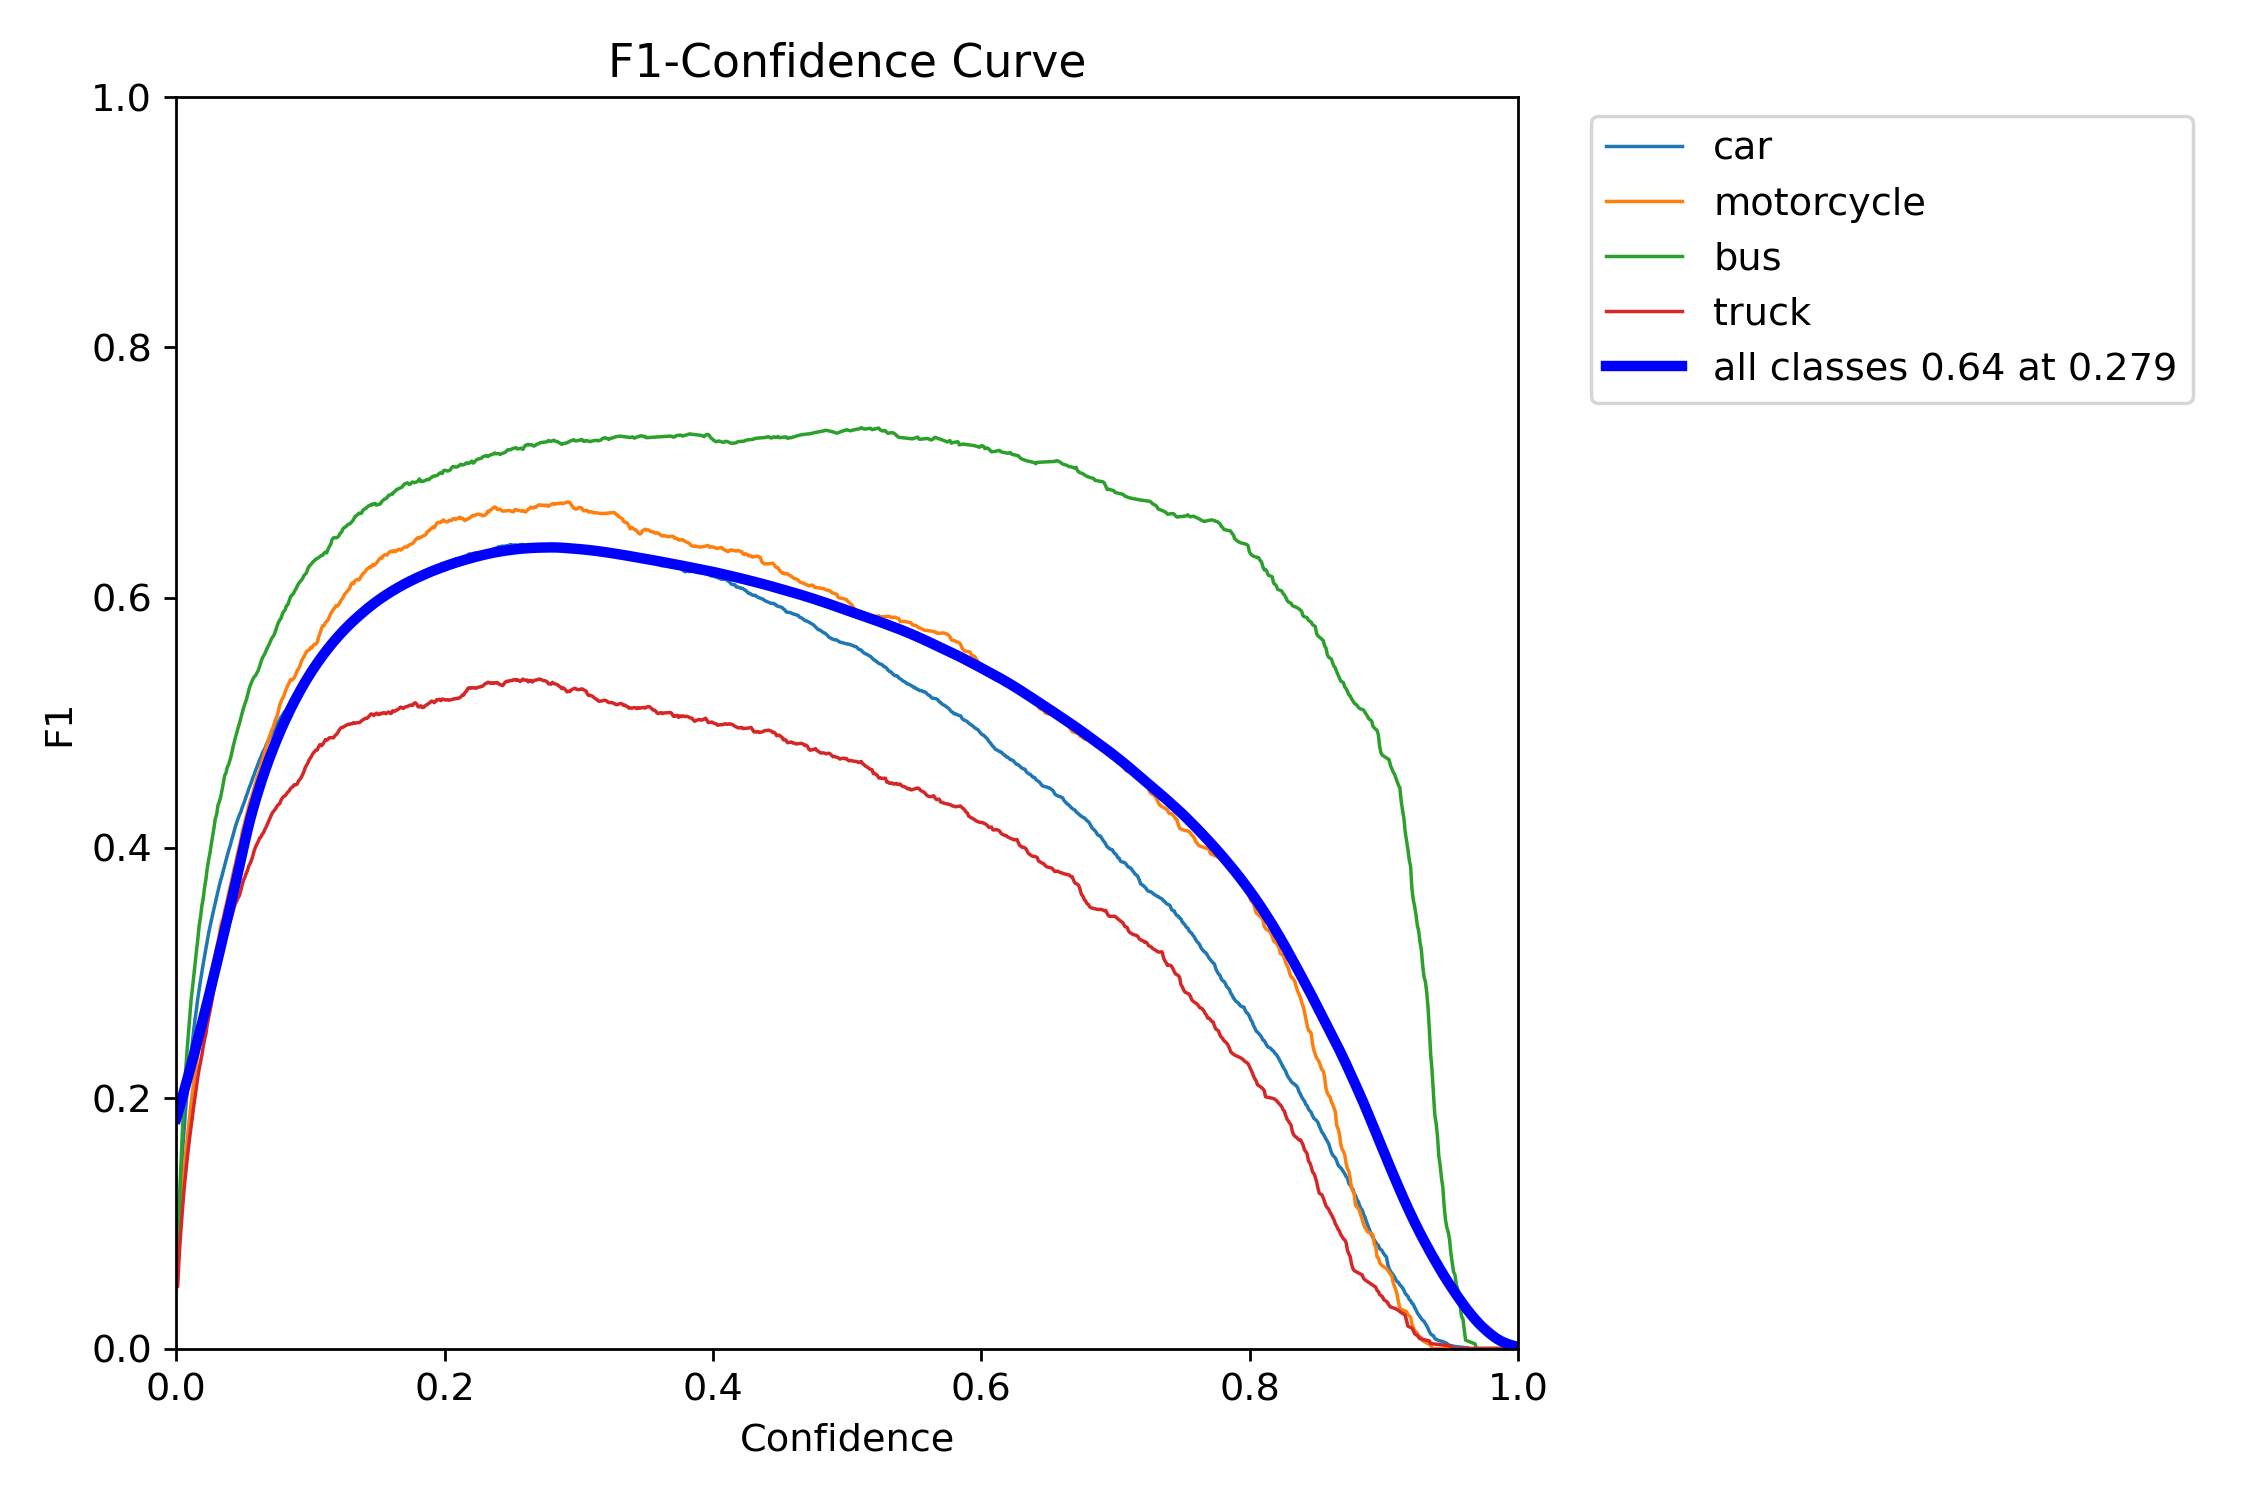 F1-Confidence Curve
1.0
0.8
0.6
0.4
0.2
0.0
F1
0.0 0.2 0.4 0.6 0.8 1.0
Confidence
car
motorcycle
bus
truck
all classes 0.64 at 0.279